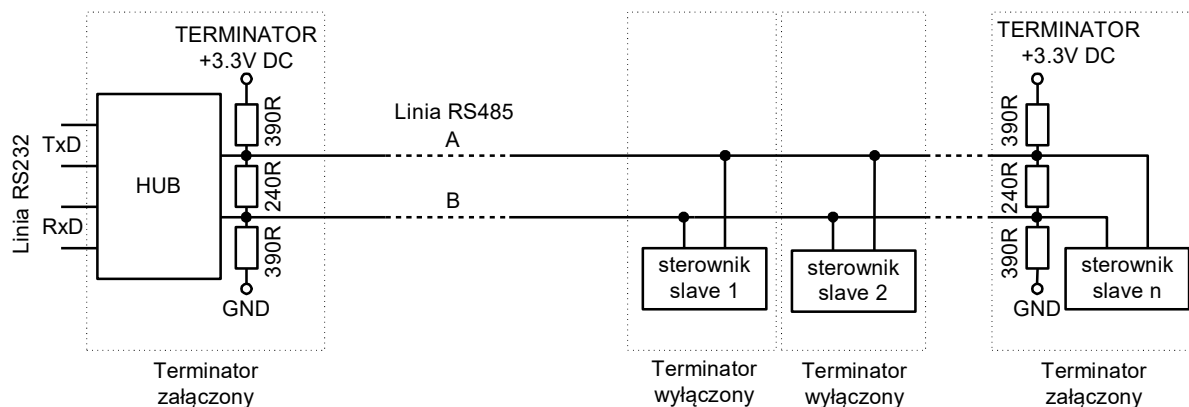 TERMINATOR
+3.3V DC
390R
240R
390R
GND
Linia RS232
TxD
RxD
HUB
Linia RS485
A
B
sterownik
slave 1
sterownik
slave 2
TERMINATOR
+3.3V DC
390R
240R
390R
GND
sterownik
slave n
Terminator
załączony
Terminator
wyłączony
Terminator
wyłączony
Terminator
załączony